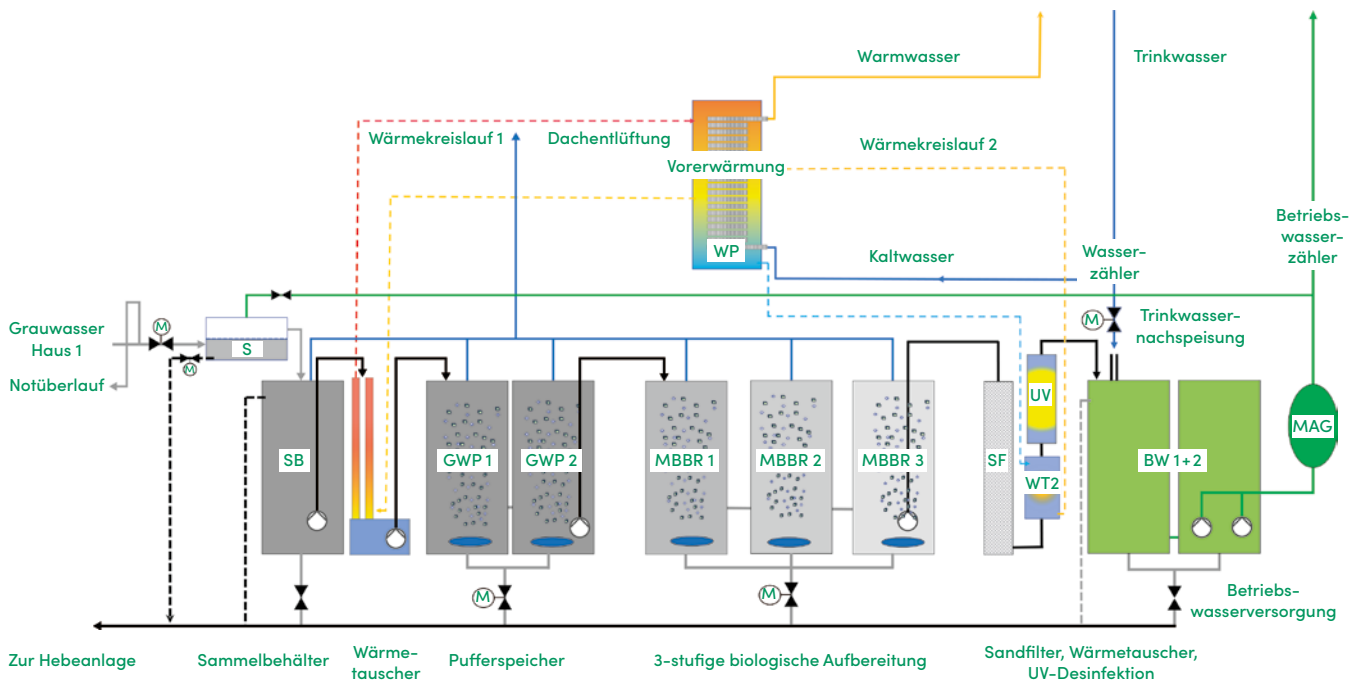 Warmwasser
Trinkwasser
Wärmekreislauf 1
Dachentlüftung
Wärmekreislauf 2
Vorerwärmung
WP
Kaltwasser
Wasser-
zähler
Betriebs-
wasser-
zähler
Grauwasser
Haus 1
Notüberlauf
M
S
M
M
Trinkwasser-
nachspeisung
SB
GWP 1
GWP 2
MBBR 1
MBBR 2
MBBR 3
SF
UV
WT2
BW 1+2
MAG
M
M
Betriebs-
wasserversorgung
Zur Hebeanlage
Sammelbehälter
Wärme-
tauscher
Pufferspeicher
3-stufige biologische Aufbereitung
Sandfilter, Wärmetauscher,
UV-Desinfektion